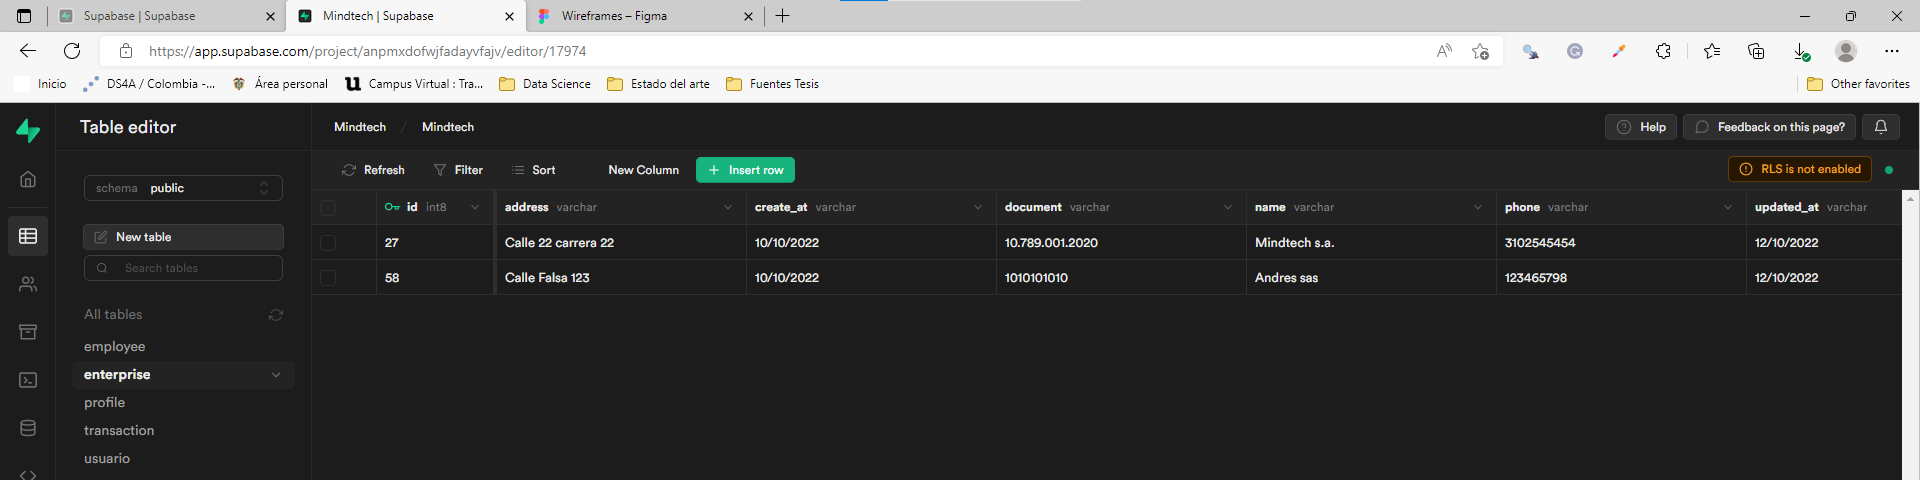 Supabase | Supabase
Mindtech | Supabase
Wireframes – Figma
https://app.supabase.com/project/anpmxdofwjfadayvfajv/editor/17974
Inicio
DS4A / Colombia -...
Área personal
Campus Virtual : Tra...
Data Science
Estado del arte
Fuentes Tesis
Other favorites
Table editor
Mindtech / Mindtech
Help
Feedback on this page?
schema public
Refresh
Filter
Sort
New Column
+ Insert row
RLS is not enabled
New table
Search tables
All tables
employee
enterprise
profile
transaction
usuario
id int8 address varchar create_at varchar document varchar name varchar phone varchar updated_at varchar
27 Calle 22 carrera 22 10/10/2022 10.789.001.2020 Mindtech s.a. 3102545454 12/10/2022
58 Calle Falsa 123 10/10/2022 1010101010 Andres sas 123465798 12/10/2022